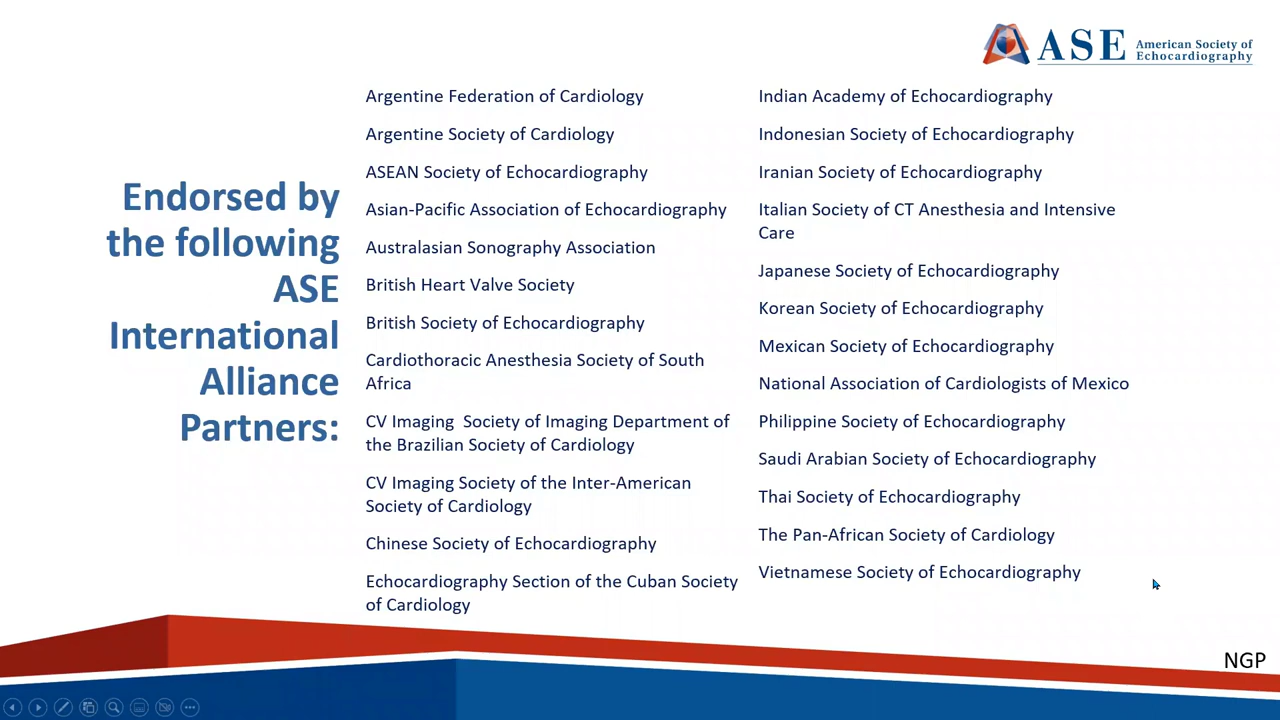 ASE American Society of
Echocardiography
Endorsed by
the following
ASE
International
Alliance
Partners:
Argentine Federation of Cardiology
Argentine Society of Cardiology
ASEAN Society of Echocardiography
Asian-Pacific Association of Echocardiography
Australasian Sonography Association
British Heart Valve Society
British Society of Echocardiography
Cardiothoracic Anesthesia Society of South
Africa
CV Imaging  Society of Imaging Department of
the Brazilian Society of Cardiology
CV Imaging Society of the Inter-American
Society of Cardiology
Chinese Society of Echocardiography
Echocardiography Section of the Cuban Society
of Cardiology
Indian Academy of Echocardiography
Indonesian Society of Echocardiography
Iranian Society of Echocardiography
Italian Society of CT Anesthesia and Intensive
Care
Japanese Society of Echocardiography
Korean Society of Echocardiography
Mexican Society of Echocardiography
National Association of Cardiologists of Mexico
Philippine Society of Echocardiography
Saudi Arabian Society of Echocardiography
Thai Society of Echocardiography
The Pan-African Society of Cardiology
Vietnamese Society of Echocardiography
NGP